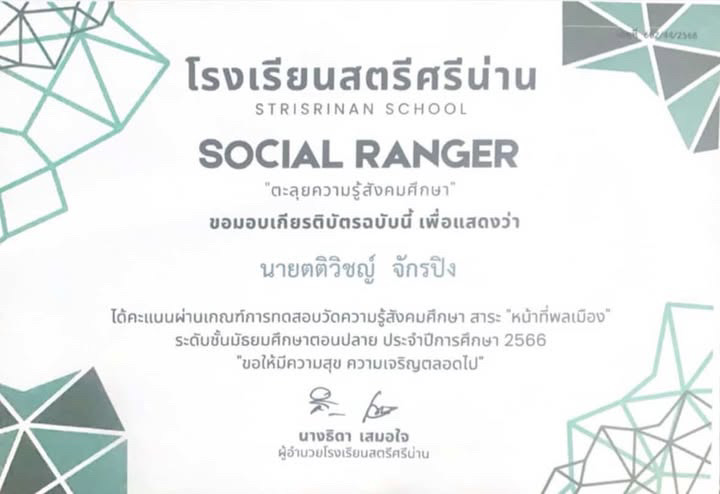 เลขที่ 662/44/2568
โรงเรียนสตรีศรีน่าน
STRISRINAN SCHOOL
SOCIAL RANGER
"ตะลุยความรู้สังคมศึกษา"
ขอมอบเกียรติบัตรฉบับนี้ เพื่อแสดงว่า
นายตติวิชญ์ จักรปิง
ได้คะแนนผ่านเกณฑ์การทดสอบวัดความรู้สังคมศึกษา สาระ "หน้าที่พลเมือง"
ระดับชั้นมัธยมศึกษาตอนปลาย ประจำปีการศึกษา 2566
"ขอให้มีความสุข ความเจริญตลอดไป"
นางธิดา เสมอใจ
ผู้อำนวยโรงเรียนสตรีศรีน่าน